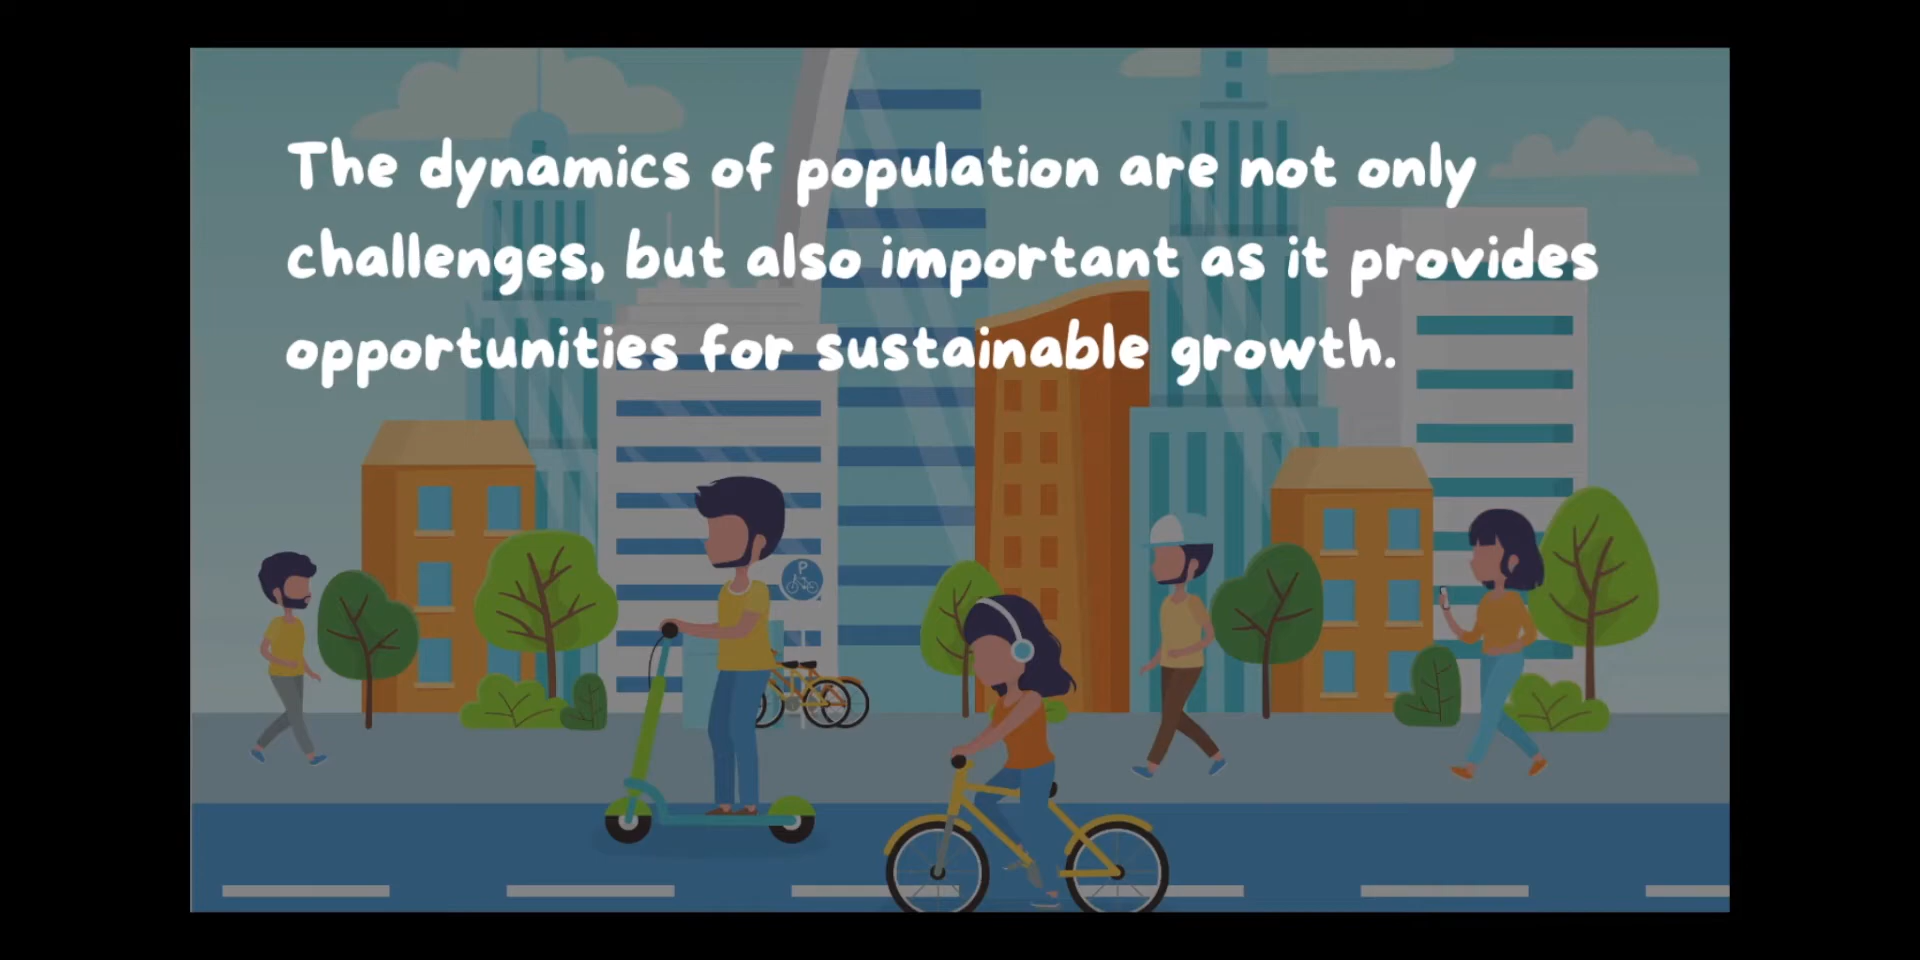 The dynamics of population are not only
challenges, but also important as it provides
opportunities for sustainable growth.
P